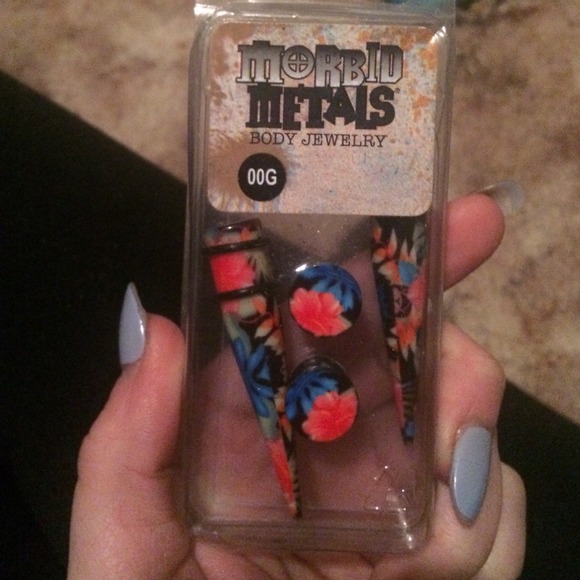 MORBID
METALS®
BODY JEWELRY
00G